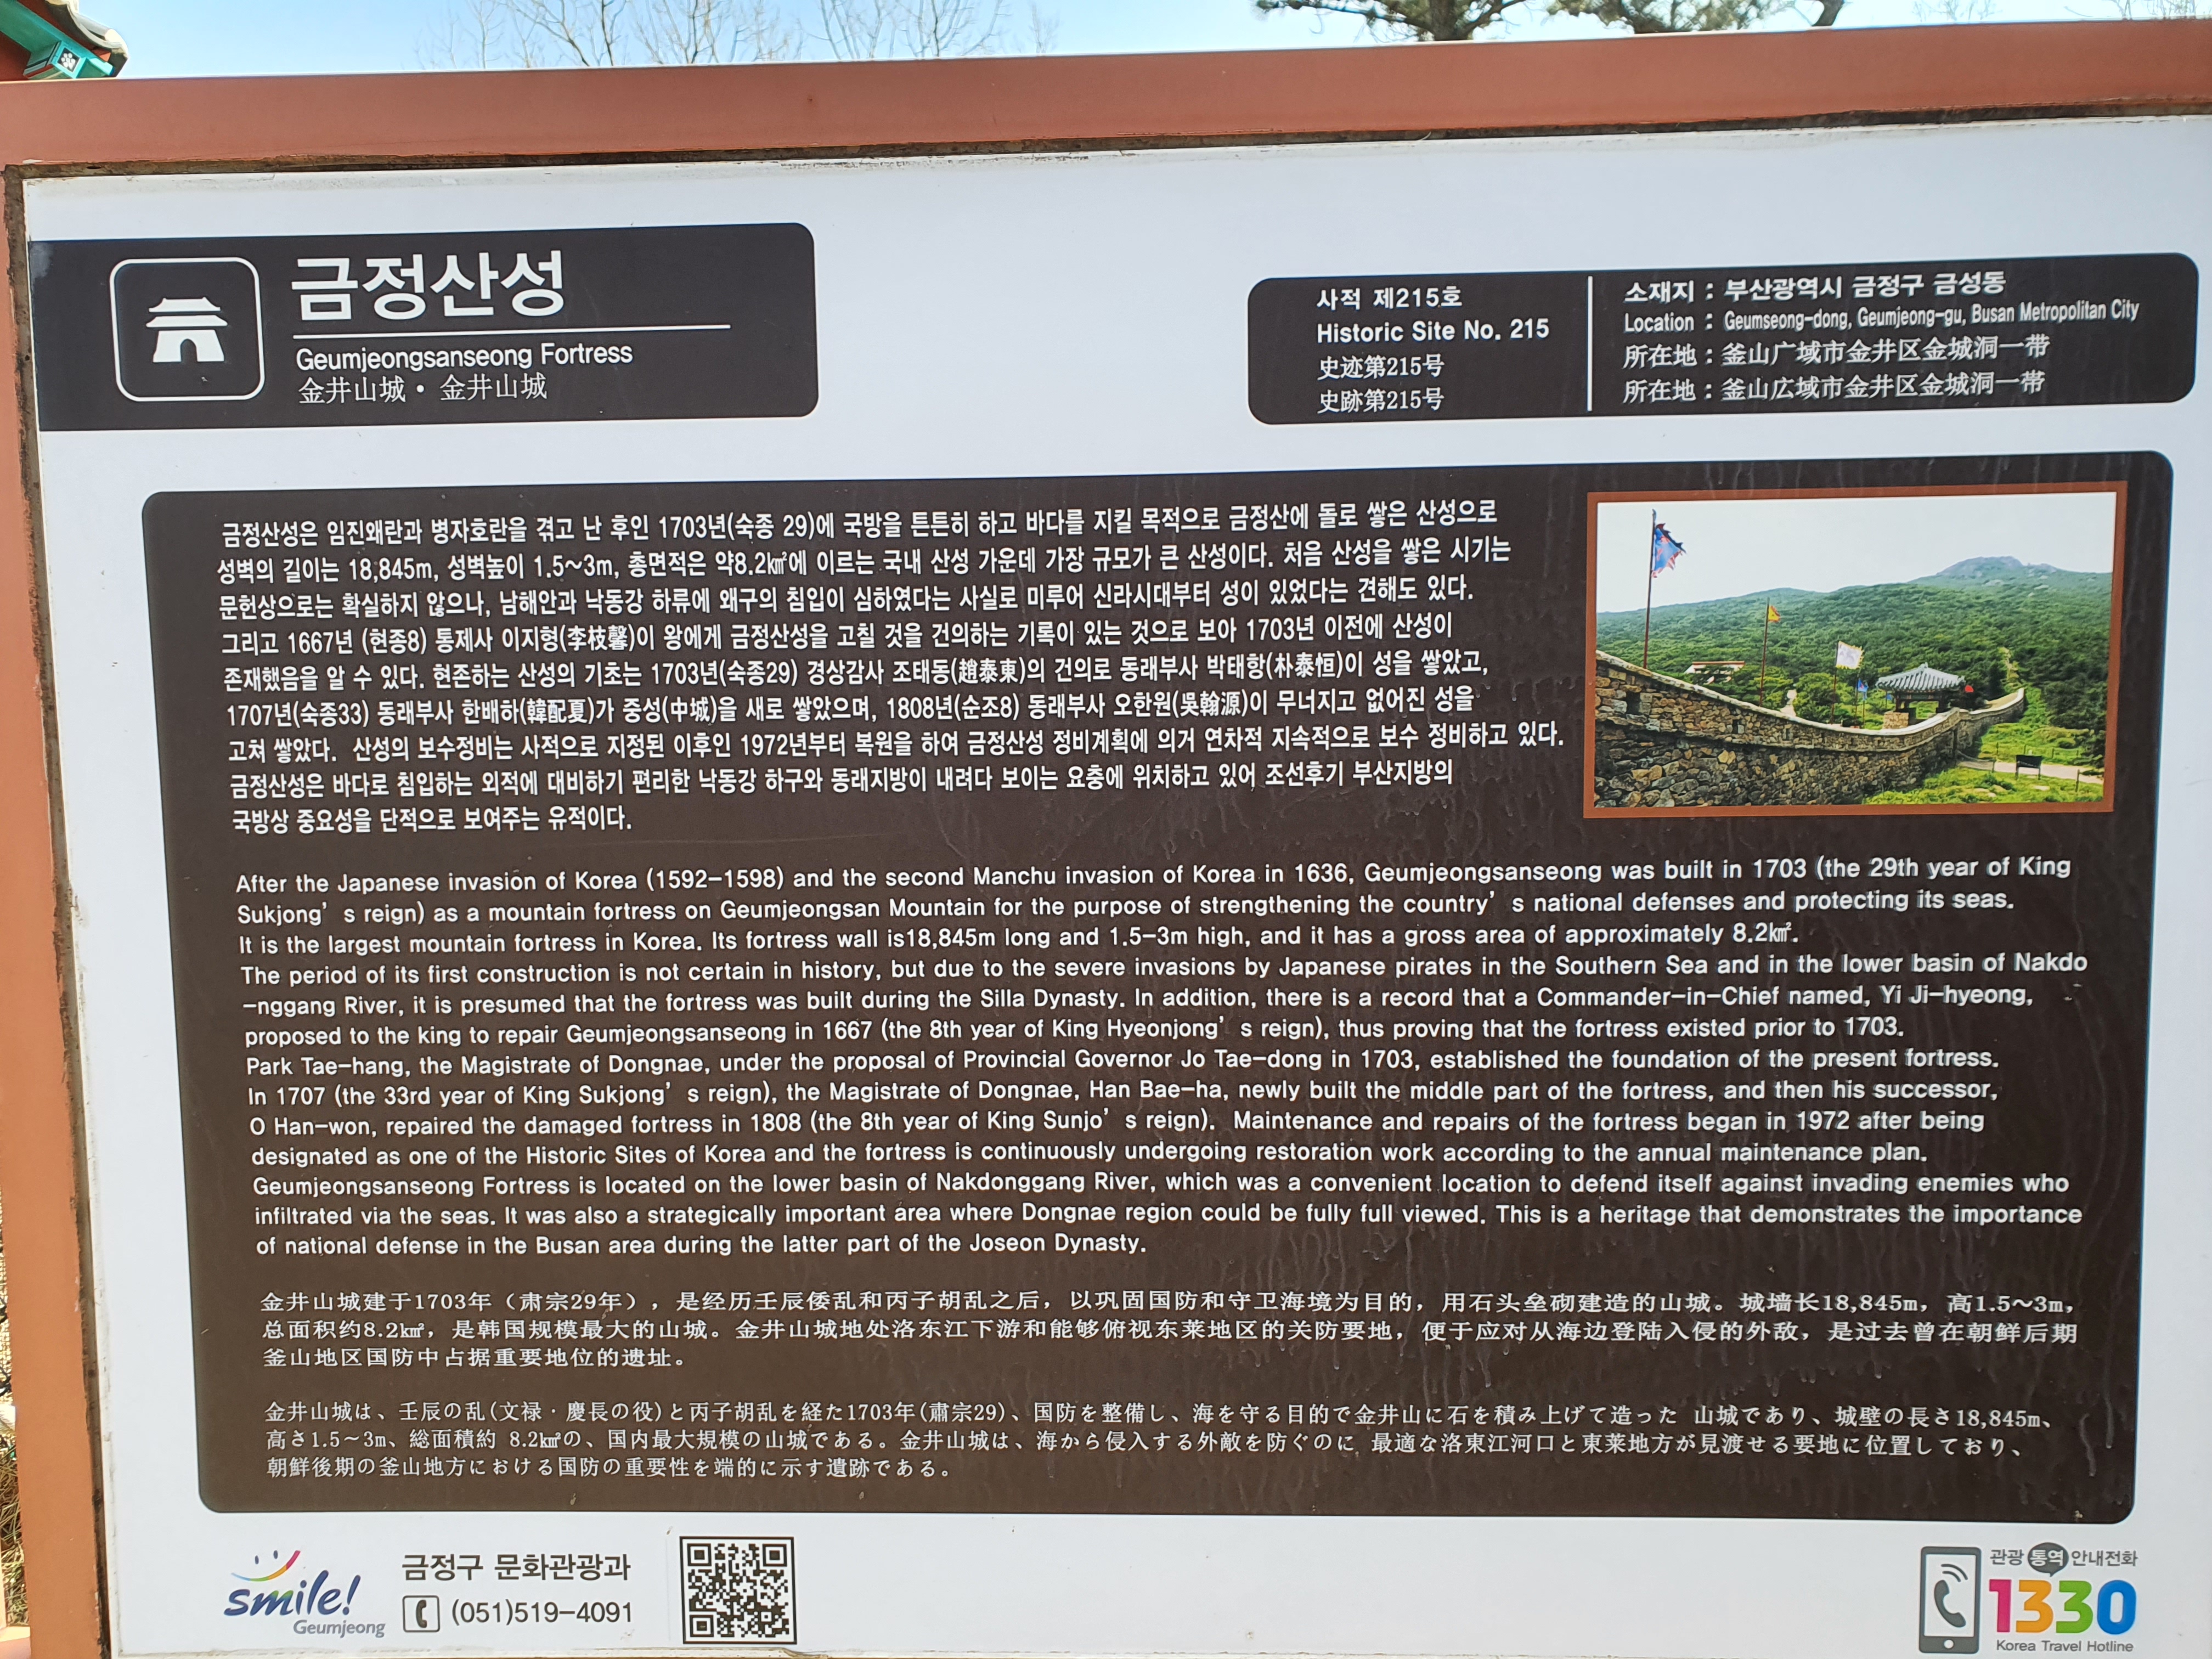 금정산성
Geumjeongsanseong Fortress
金井山城・金井山城
사적 제215호
Historic Site No. 215
史迹第215号
史跡第215号
소재지 : 부산광역시 금정구 금성동
Location : Geumseong-dong, Geumjeong-gu, Busan Metropolitan City
所在地 : 釜山广域市金井区金城洞一带
所在地 : 釜山広域市金井区金城洞一帯
금정산성은 임진왜란과 병자호란을 겪고 난 후인 1703년(숙종 29)에 국방을 튼튼히 하고 바다를 지킬 목적으로 금정산에 돌로 쌓은 산성으로
성벽의 길이는 18,845m, 성벽높이 1.5~3m, 총면적은 약8.2㎢에 이르는 국내 산성 가운데 가장 규모가 큰 산성이다. 처음 산성을 쌓은 시기는
문헌상으로는 확실하지 않으나, 남해안과 낙동강 하류에 왜구의 침입이 심하였다는 사실로 미루어 신라시대부터 성이 있었다는 견해도 있다.
그리고 1667년 (현종8) 통제사 이지형(李枝馨)이 왕에게 금정산성을 고칠 것을 건의하는 기록이 있는 것으로 보아 1703년 이전에 산성이
존재했음을 알 수 있다. 현존하는 산성의 기초는 1703년(숙종29) 경상감사 조태동(趙泰東)의 건의로 동래부사 박태항(朴泰恒)이 성을 쌓았고,
1707년(숙종33) 동래부사 한배하(韓配夏)가 중성(中城)을 새로 쌓았으며, 1808년(순조8) 동래부사 오한원(吳翰源)이 무너지고 없어진 성을
고쳐 쌓았다. 산성의 보수정비는 사적으로 지정된 이후인 1972년부터 복원을 하여 금정산성 정비계획에 의거 연차적 지속적으로 보수 정비하고 있다.
금정산성은 바다로 침입하는 외적에 대비하기 편리한 낙동강 하구와 동래지방이 내려다 보이는 요충에 위치하고 있어 조선후기 부산지방의
국방상 중요성을 단적으로 보여주는 유적이다.
After the Japanese invasion of Korea (1592-1598) and the second Manchu invasion of Korea in 1636, Geumjeongsanseong was built in 1703 (the 29th year of King
Sukjong's reign) as a mountain fortress on Geumjeongsan Mountain for the purpose of strengthening the country's national defenses and protecting its seas.
It is the largest mountain fortress in Korea. Its fortress wall is18,845m long and 1.5-3m high, and it has a gross area of approximately 8.2㎢.
The period of its first construction is not certain in history, but due to the severe invasions by Japanese pirates in the Southern Sea and in the lower basin of Nakdo
-nggang River, it is presumed that the fortress was built during the Silla Dynasty. In addition, there is a record that a Commander-in-Chief named, Yi Ji-hyeong,
proposed to the king to repair Geumjeongsanseong in 1667 (the 8th year of King Hyeonjong's reign), thus proving that the fortress existed prior to 1703.
Park Tae-hang, the Magistrate of Dongnae, under the proposal of Provincial Governor Jo Tae-dong in 1703, established the foundation of the present fortress.
In 1707 (the 33rd year of King Sukjong's reign), the Magistrate of Dongnae, Han Bae-ha, newly built the middle part of the fortress, and then his successor,
O Han-won, repaired the damaged fortress in 1808 (the 8th year of King Sunjo's reign). Maintenance and repairs of the fortress began in 1972 after being
designated as one of the Historic Sites of Korea and the fortress is continuously undergoing restoration work according to the annual maintenance plan.
Geumjeongsanseong Fortress is located on the lower basin of Nakdonggang River, which was a convenient location to defend itself against invading enemies who
infiltrated via the seas. It was also a strategically important area where Dongnae region could be fully full viewed. This is a heritage that demonstrates the importance
of national defense in the Busan area during the latter part of the Joseon Dynasty.
金井山城建于1703年（肃宗29年），是经历壬辰倭乱和丙子胡乱之后，以巩固国防和守卫海境为目的，用石头垒砌建造的山城。城墙长18,845m，高1.5~3m，
总面积约8.2㎢，是韩国规模最大的山城。金井山城地处洛东江下游和能够俯视东莱地区的关防要地，便于应对从海边登陆入侵的外敌，是过去曾在朝鲜后期
釜山地区国防中占据重要地位的遗址。
金井山城は、壬辰の乱(文禄・慶長の役)と丙子胡乱を経た1703年(肅宗29)、国防を整備し、海を守る目的で金井山に石を積み上げて造った 山城であり、城壁の長さ18,845m、
高さ1.5~3m、総面積約 8.2㎢の、国内最大規模の山城である。金井山城は、海から侵入する外敵を防ぐのに 最適な洛東江河口と東莱地方が見渡せる要地に位置しており、
朝鮮後期の釜山地方における国防の重要性を端的に示す遺跡である。
smile!
Geumjeong
금정구 문화관광과
(051)519-4091
관광 통역 안내전화
1330
Korea Travel Hotline